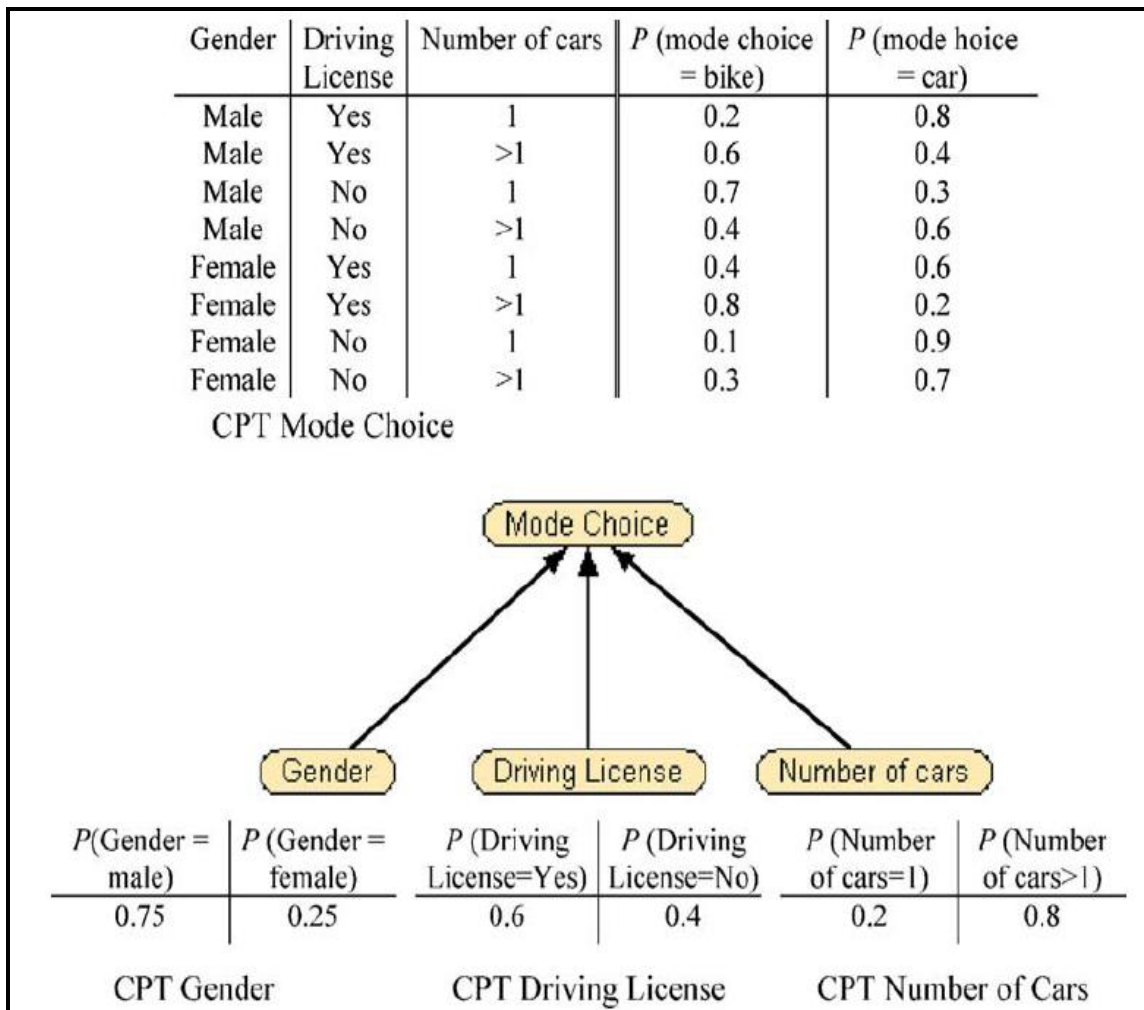 Gender Driving Number of cars P (mode choice P (mode hoice
License = bike) = car)
Male Yes 1 0.2 0.8
Male Yes >1 0.6 0.4
Male No 1 0.7 0.3
Male No >1 0.4 0.6
Female Yes 1 0.4 0.6
Female Yes >1 0.8 0.2
Female No 1 0.1 0.9
Female No >1 0.3 0.7
CPT Mode Choice
Mode Choice
Gender Driving License Number of cars
P(Gender = P (Gender = P (Driving P (Driving P (Number P (Number
male) female) License=Yes) License=No) of cars=1) of cars>1)
0.75 0.25 0.6 0.4 0.2 0.8
CPT Gender CPT Driving License CPT Number of Cars